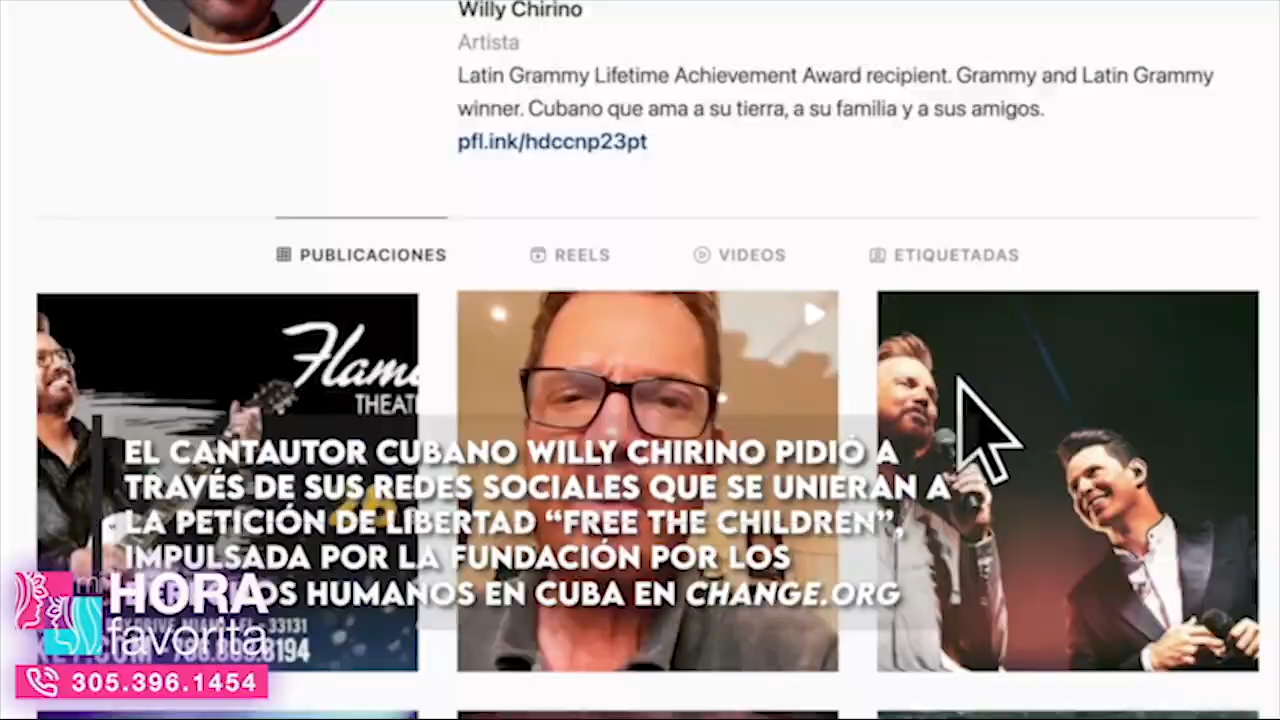 Willy Chirino
Artista
Latin Grammy Lifetime Achievement Award recipient. Grammy and Latin Grammy
winner. Cubano que ama a su tierra, a su familia y a sus amigos.
pfl.ink/hdccnp23pt
PUBLICACIONES
REELS
VIDEOS
ETIQUETADAS
EL CANTAUTOR CUBANO WILLY CHIRINO PIDIÓ A
TRAVÉS DE SUS REDES SOCIALES QUE SE UNIERAN A
LA PETICIÓN DE LIBERTAD “FREE THE CHILDREN”,
IMPULSADA POR LA FUNDACIÓN POR LOS
HUMANOS EN CUBA EN CHANGE.ORG
HORA
favorita
305.396.1454